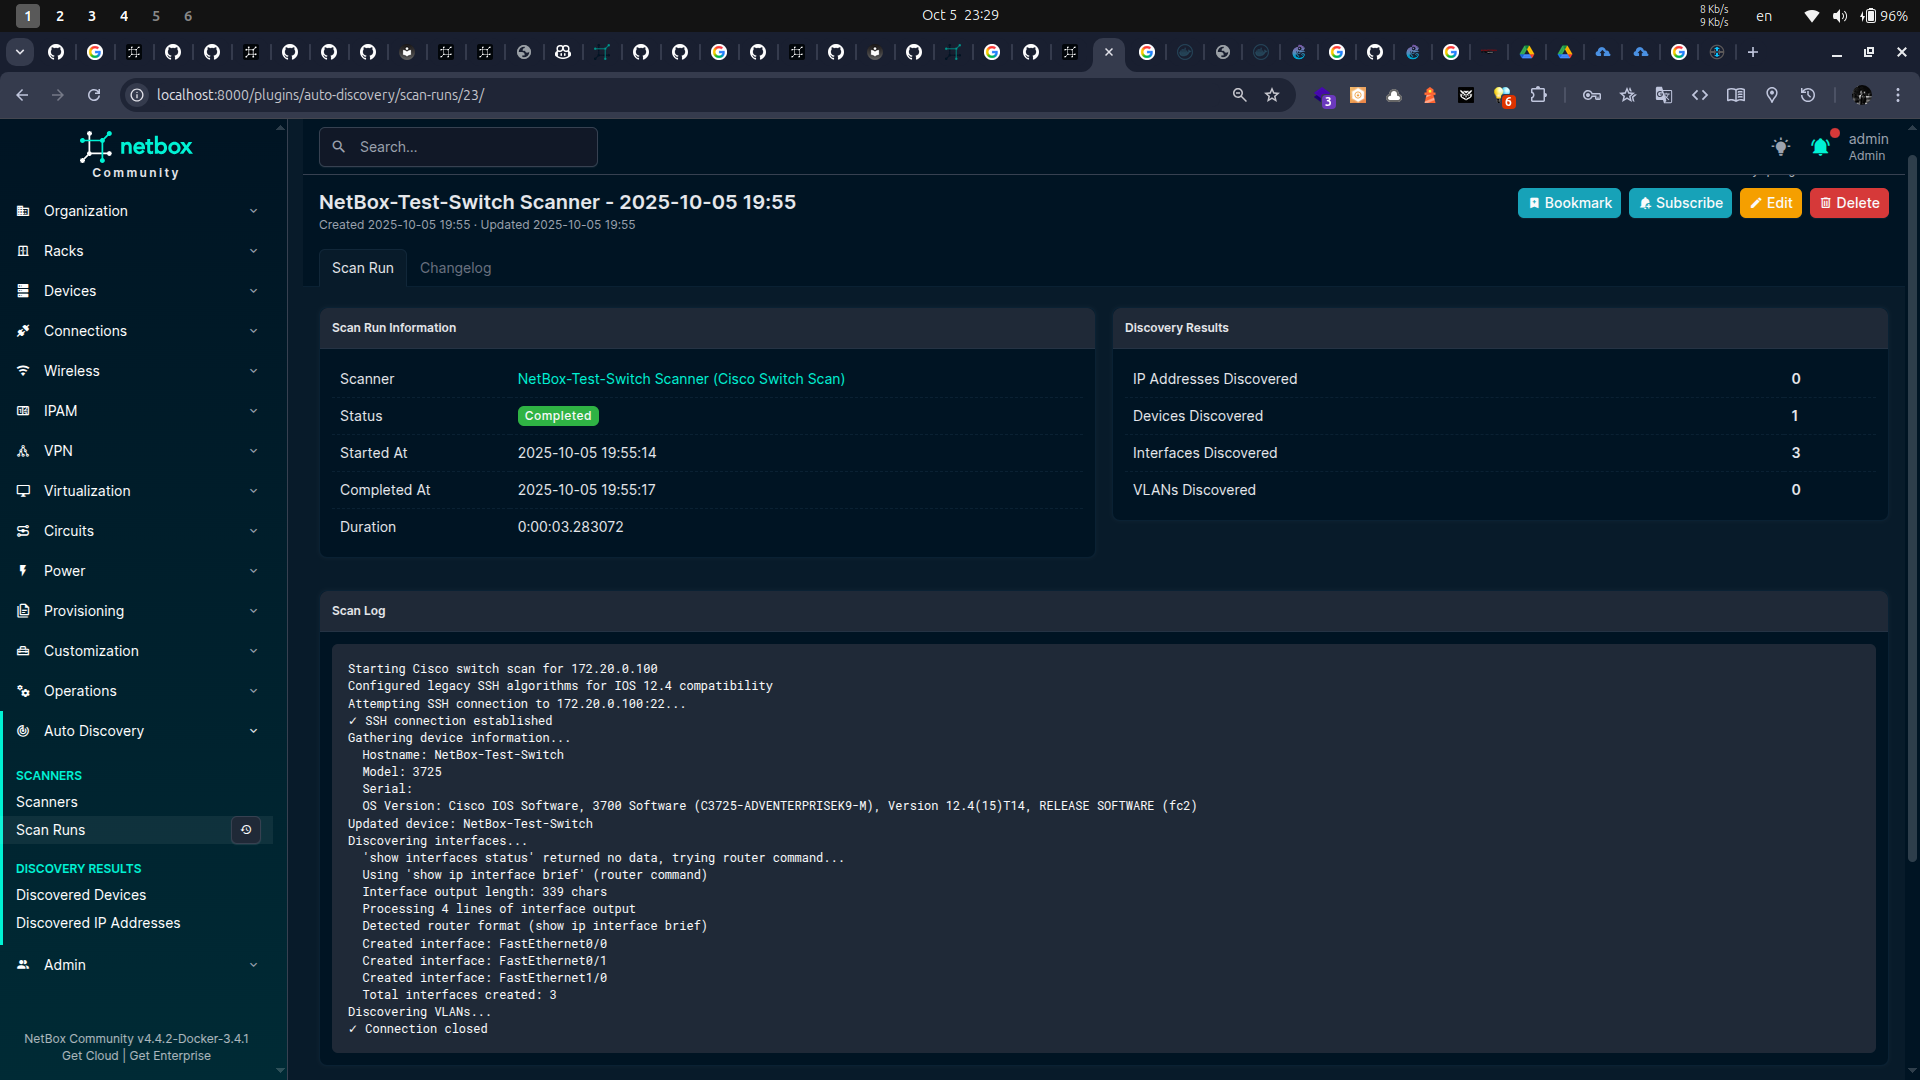 1 2 3 4 5 6
Oct 5 23:29
8 Kb/s
9 Kb/s
en
96%
localhost:8000/plugins/auto-discovery/scan-runs/23/
3
6
netbox
Community
Search...
admin
Admin
Organization
Racks
Devices
Connections
Wireless
IPAM
VPN
Virtualization
Circuits
Power
Provisioning
Customization
Operations
Auto Discovery
SCANNERS
Scanners
Scan Runs
DISCOVERY RESULTS
Discovered Devices
Discovered IP Addresses
Admin
NetBox Community v4.4.2-Docker-3.4.1
Get Cloud | Get Enterprise
NetBox-Test-Switch Scanner - 2025-10-05 19:55
Created 2025-10-05 19:55 · Updated 2025-10-05 19:55
Bookmark Subscribe Edit Delete
Scan Run Changelog
Scan Run Information
Scanner NetBox-Test-Switch Scanner (Cisco Switch Scan)
Status Completed
Started At 2025-10-05 19:55:14
Completed At 2025-10-05 19:55:17
Duration 0:00:03.283072
Discovery Results
IP Addresses Discovered 0
Devices Discovered 1
Interfaces Discovered 3
VLANs Discovered 0
Scan Log
Starting Cisco switch scan for 172.20.0.100
Configured legacy SSH algorithms for IOS 12.4 compatibility
Attempting SSH connection to 172.20.0.100:22...
✓ SSH connection established
Gathering device information...
Hostname: NetBox-Test-Switch
Model: 3725
Serial:
OS Version: Cisco IOS Software, 3700 Software (C3725-ADVENTERPRISEK9-M), Version 12.4(15)T14, RELEASE SOFTWARE (fc2)
Updated device: NetBox-Test-Switch
Discovering interfaces...
'show interfaces status' returned no data, trying router command...
Using 'show ip interface brief' (router command)
Interface output length: 339 chars
Processing 4 lines of interface output
Detected router format (show ip interface brief)
Created interface: FastEthernet0/0
Created interface: FastEthernet0/1
Created interface: FastEthernet1/0
Total interfaces created: 3
Discovering VLANs...
✓ Connection closed